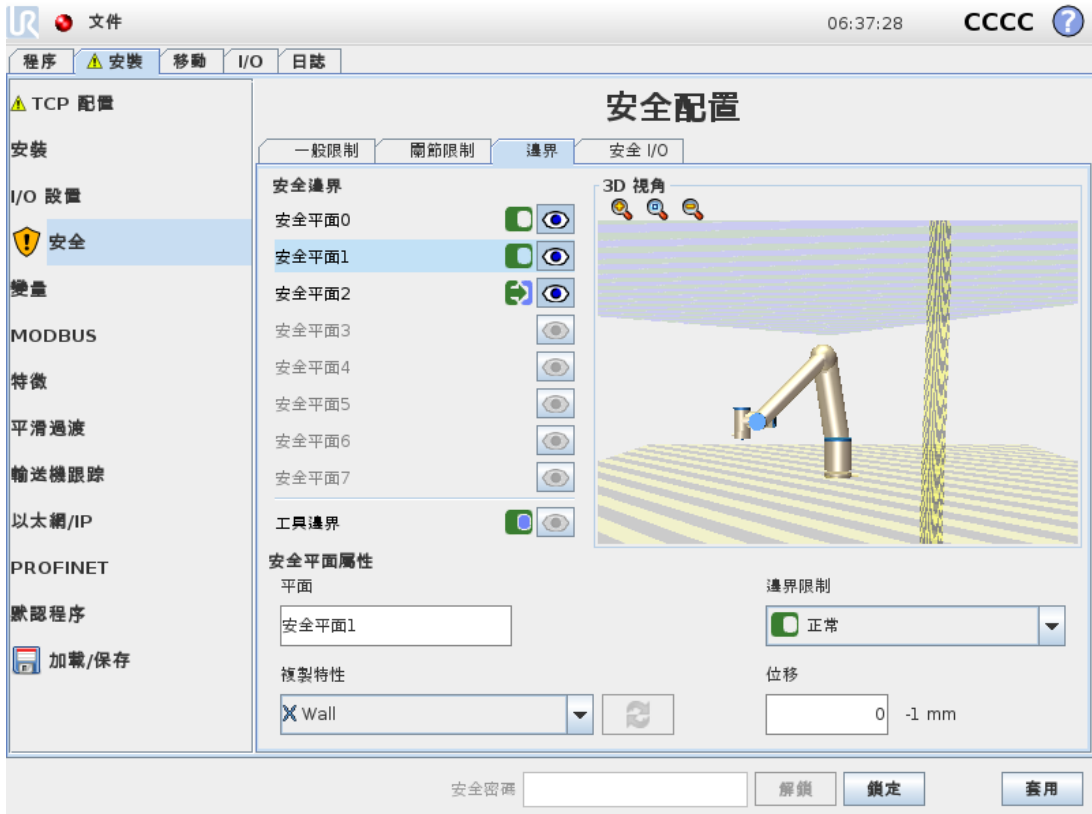 UR 文件 06:37:28 CCCC ?
程序 安裝 移動 I/O 日誌
TCP 配置
安裝
I/O 設置
安全
變量
MODBUS
特徵
平滑過渡
輸送機跟踪
以太網/IP
PROFINET
默認程序
加載/保存
安全配置
一般限制 關節限制 邊界 安全 I/O
安全邊界
安全平面0
安全平面1
安全平面2
安全平面3
安全平面4
安全平面5
安全平面6
安全平面7
工具邊界
3D 視角
安全平面屬性
平面
安全平面1
複製特性
Wall
邊界限制
正常
位移
0 -1 mm
安全密碼 解鎖 鎖定 套用